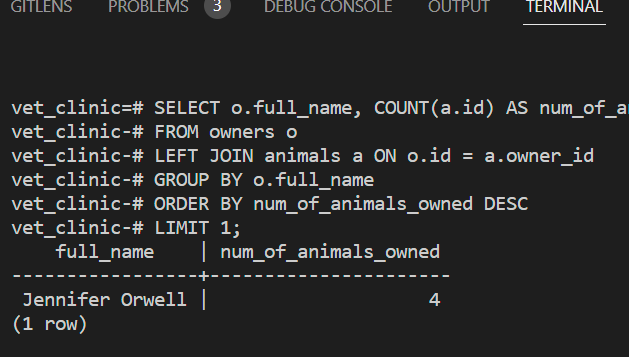 GITLENS PROBLEMS 3 DEBUG CONSOLE OUTPUT TERMINAL
vet_clinic=# SELECT o.full_name, COUNT(a.id) AS num_of_an
vet_clinic-# FROM owners o
vet_clinic-# LEFT JOIN animals a ON o.id = a.owner_id
vet_clinic-# GROUP BY o.full_name
vet_clinic-# ORDER BY num_of_animals_owned DESC
vet_clinic-# LIMIT 1;
full_name | num_of_animals_owned
-----------------+----------------------
Jennifer Orwell | 4
(1 row)